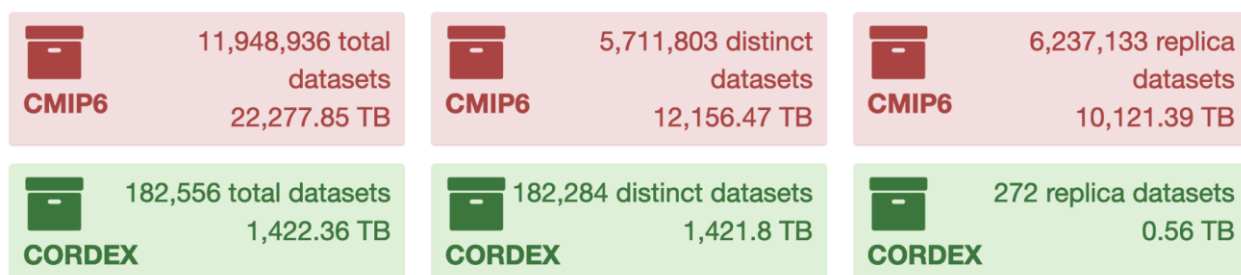 11,948,936 total
datasets
CMIP6
22,277.85 TB
5,711,803 distinct
datasets
CMIP6
12,156.47 TB
6,237,133 replica
datasets
CMIP6
10,121.39 TB
182,556 total datasets
1,422.36 TB
CORDEX
182,284 distinct datasets
1,421.8 TB
CORDEX
272 replica datasets
0.56 TB
CORDEX